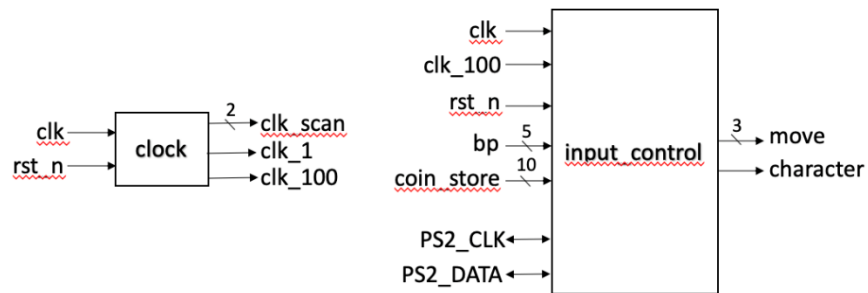 clk
rst_n
clock
2
clk_scan
clk_1
clk_100
clk
clk_100
rst_n
bp
5
coin_store
10
PS2_CLK
PS2_DATA
input_control
3
move
character